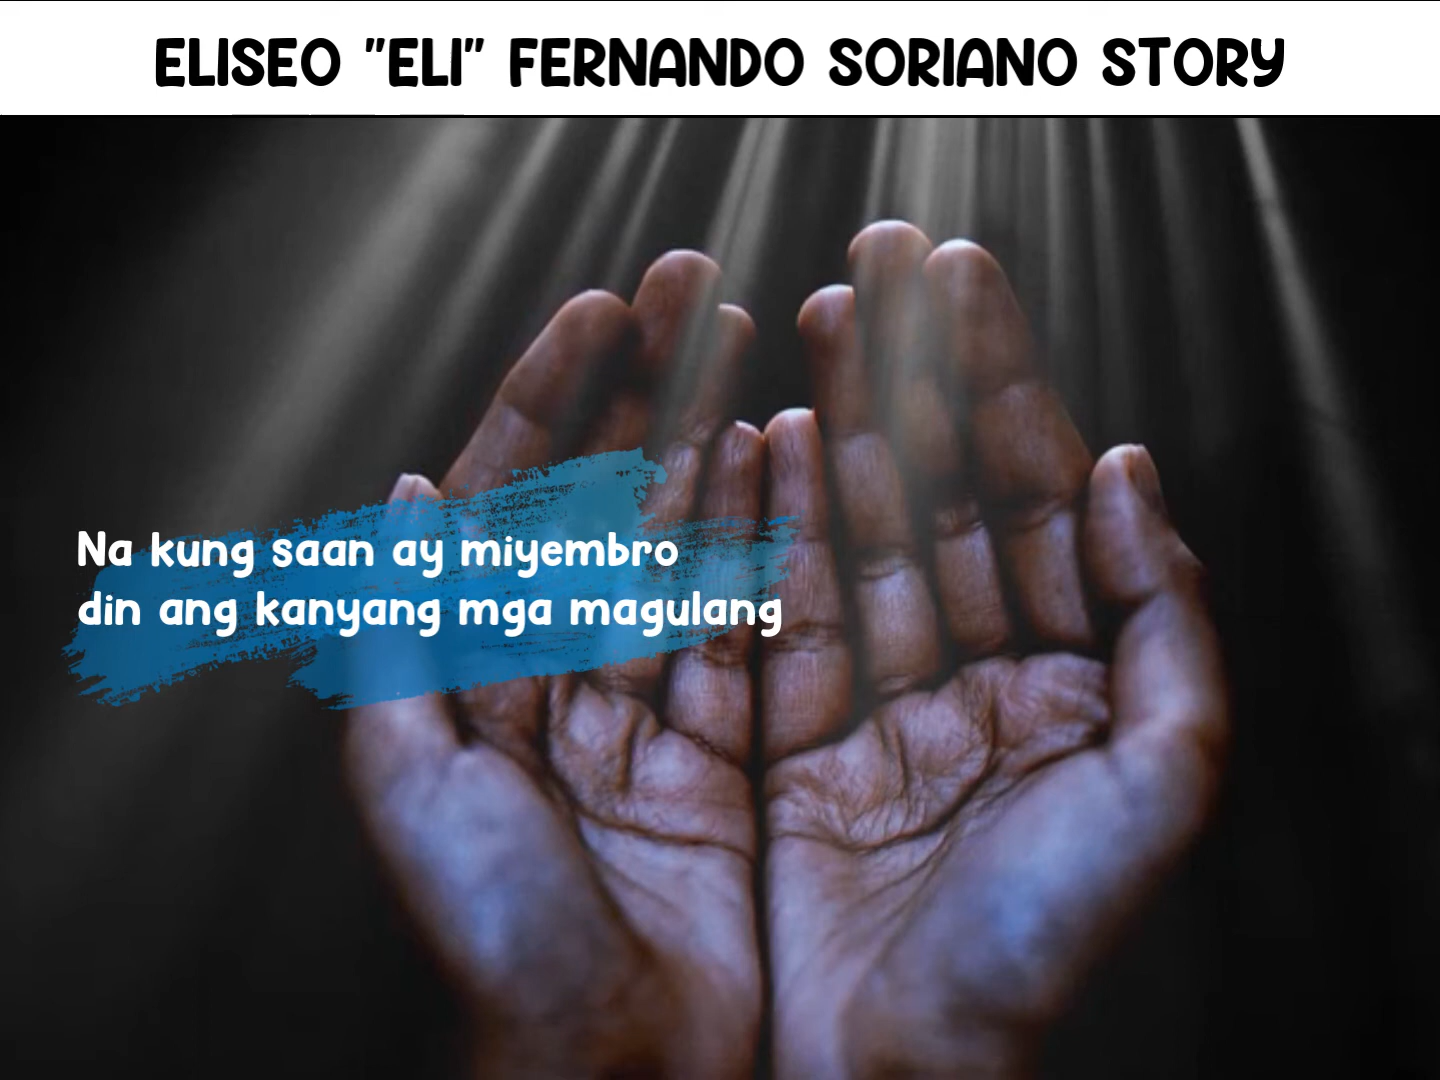 ELISEO "ELI" FERNANDO SORIANO STORY
Na kung saan ay miyembro
din ang kanyang mga magulang